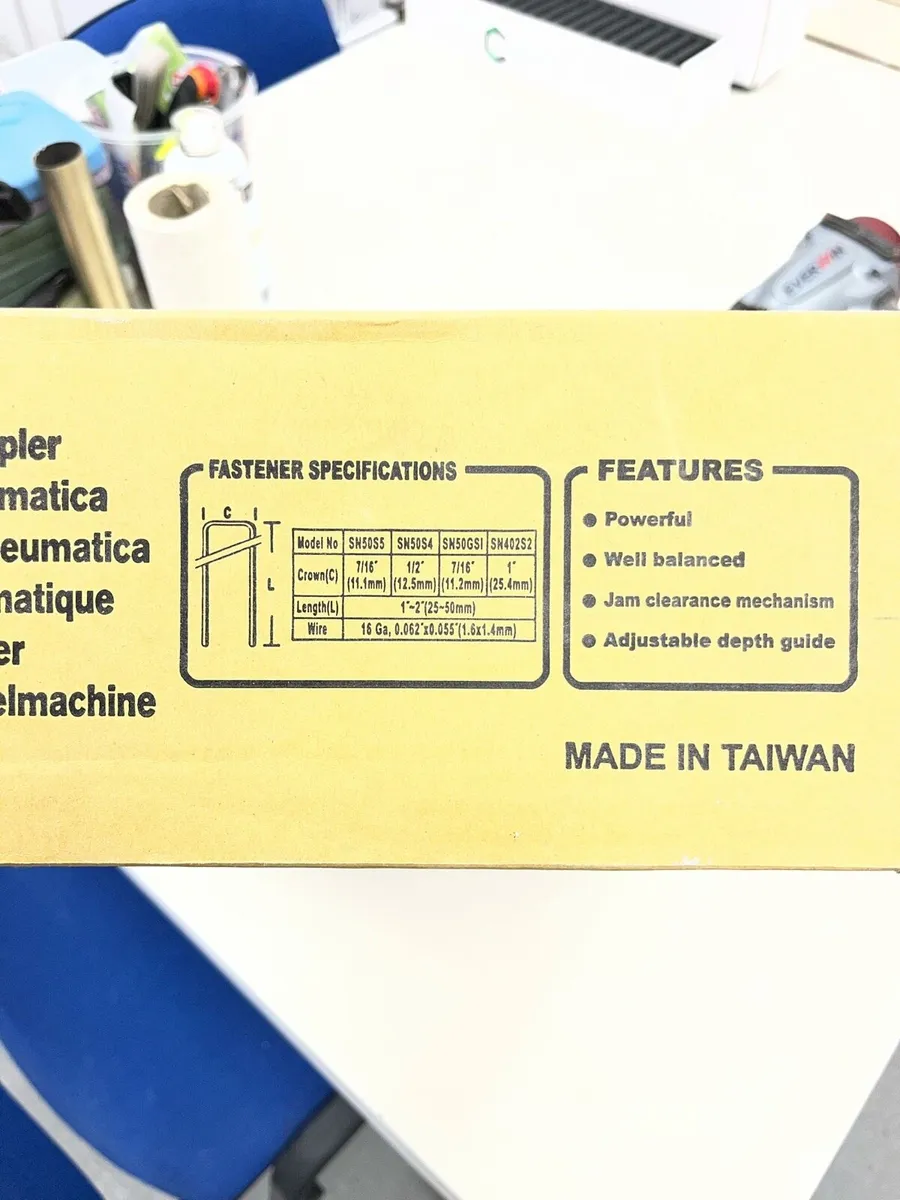 EVERWIN
pler
matica
eumatica
natique
er
elmachine
FASTENER SPECIFICATIONS
C
L
Model No SN50S5 SN50S4 SN50GSI SN402S2
Crown(C) 7/16" (11.1mm) 1/2" (12.5mm) 7/16" (11.2mm) 1" (25.4mm)
Length(L) 1"~2"(25~50mm)
Wire 16 Ga, 0.062"x0.055"(1.6x1.4mm)
FEATURES
● Powerful
● Well balanced
● Jam clearance mechanism
● Adjustable depth guide
MADE IN TAIWAN